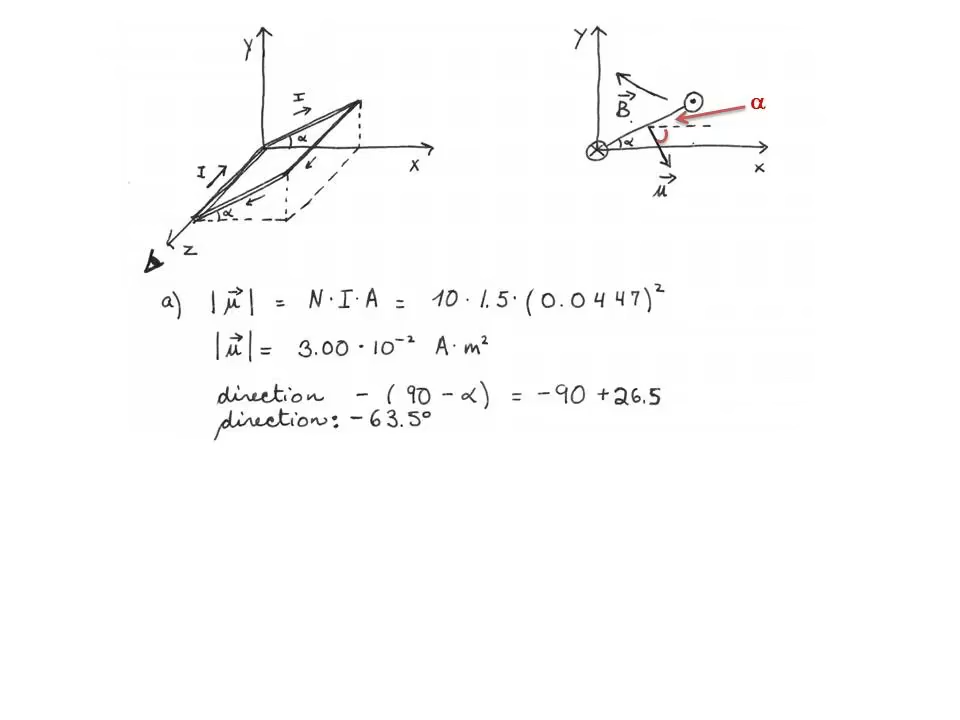 Y
Y
I
α
B⃗
α
I
α
x
α
x
μ⃗
z
a) |μ⃗| = N·I·A = 10·1.5·(0.0447)²
|μ⃗| = 3.00·10⁻² A·m²
direction -(90-α) = -90+26.5
direction: -63.5°